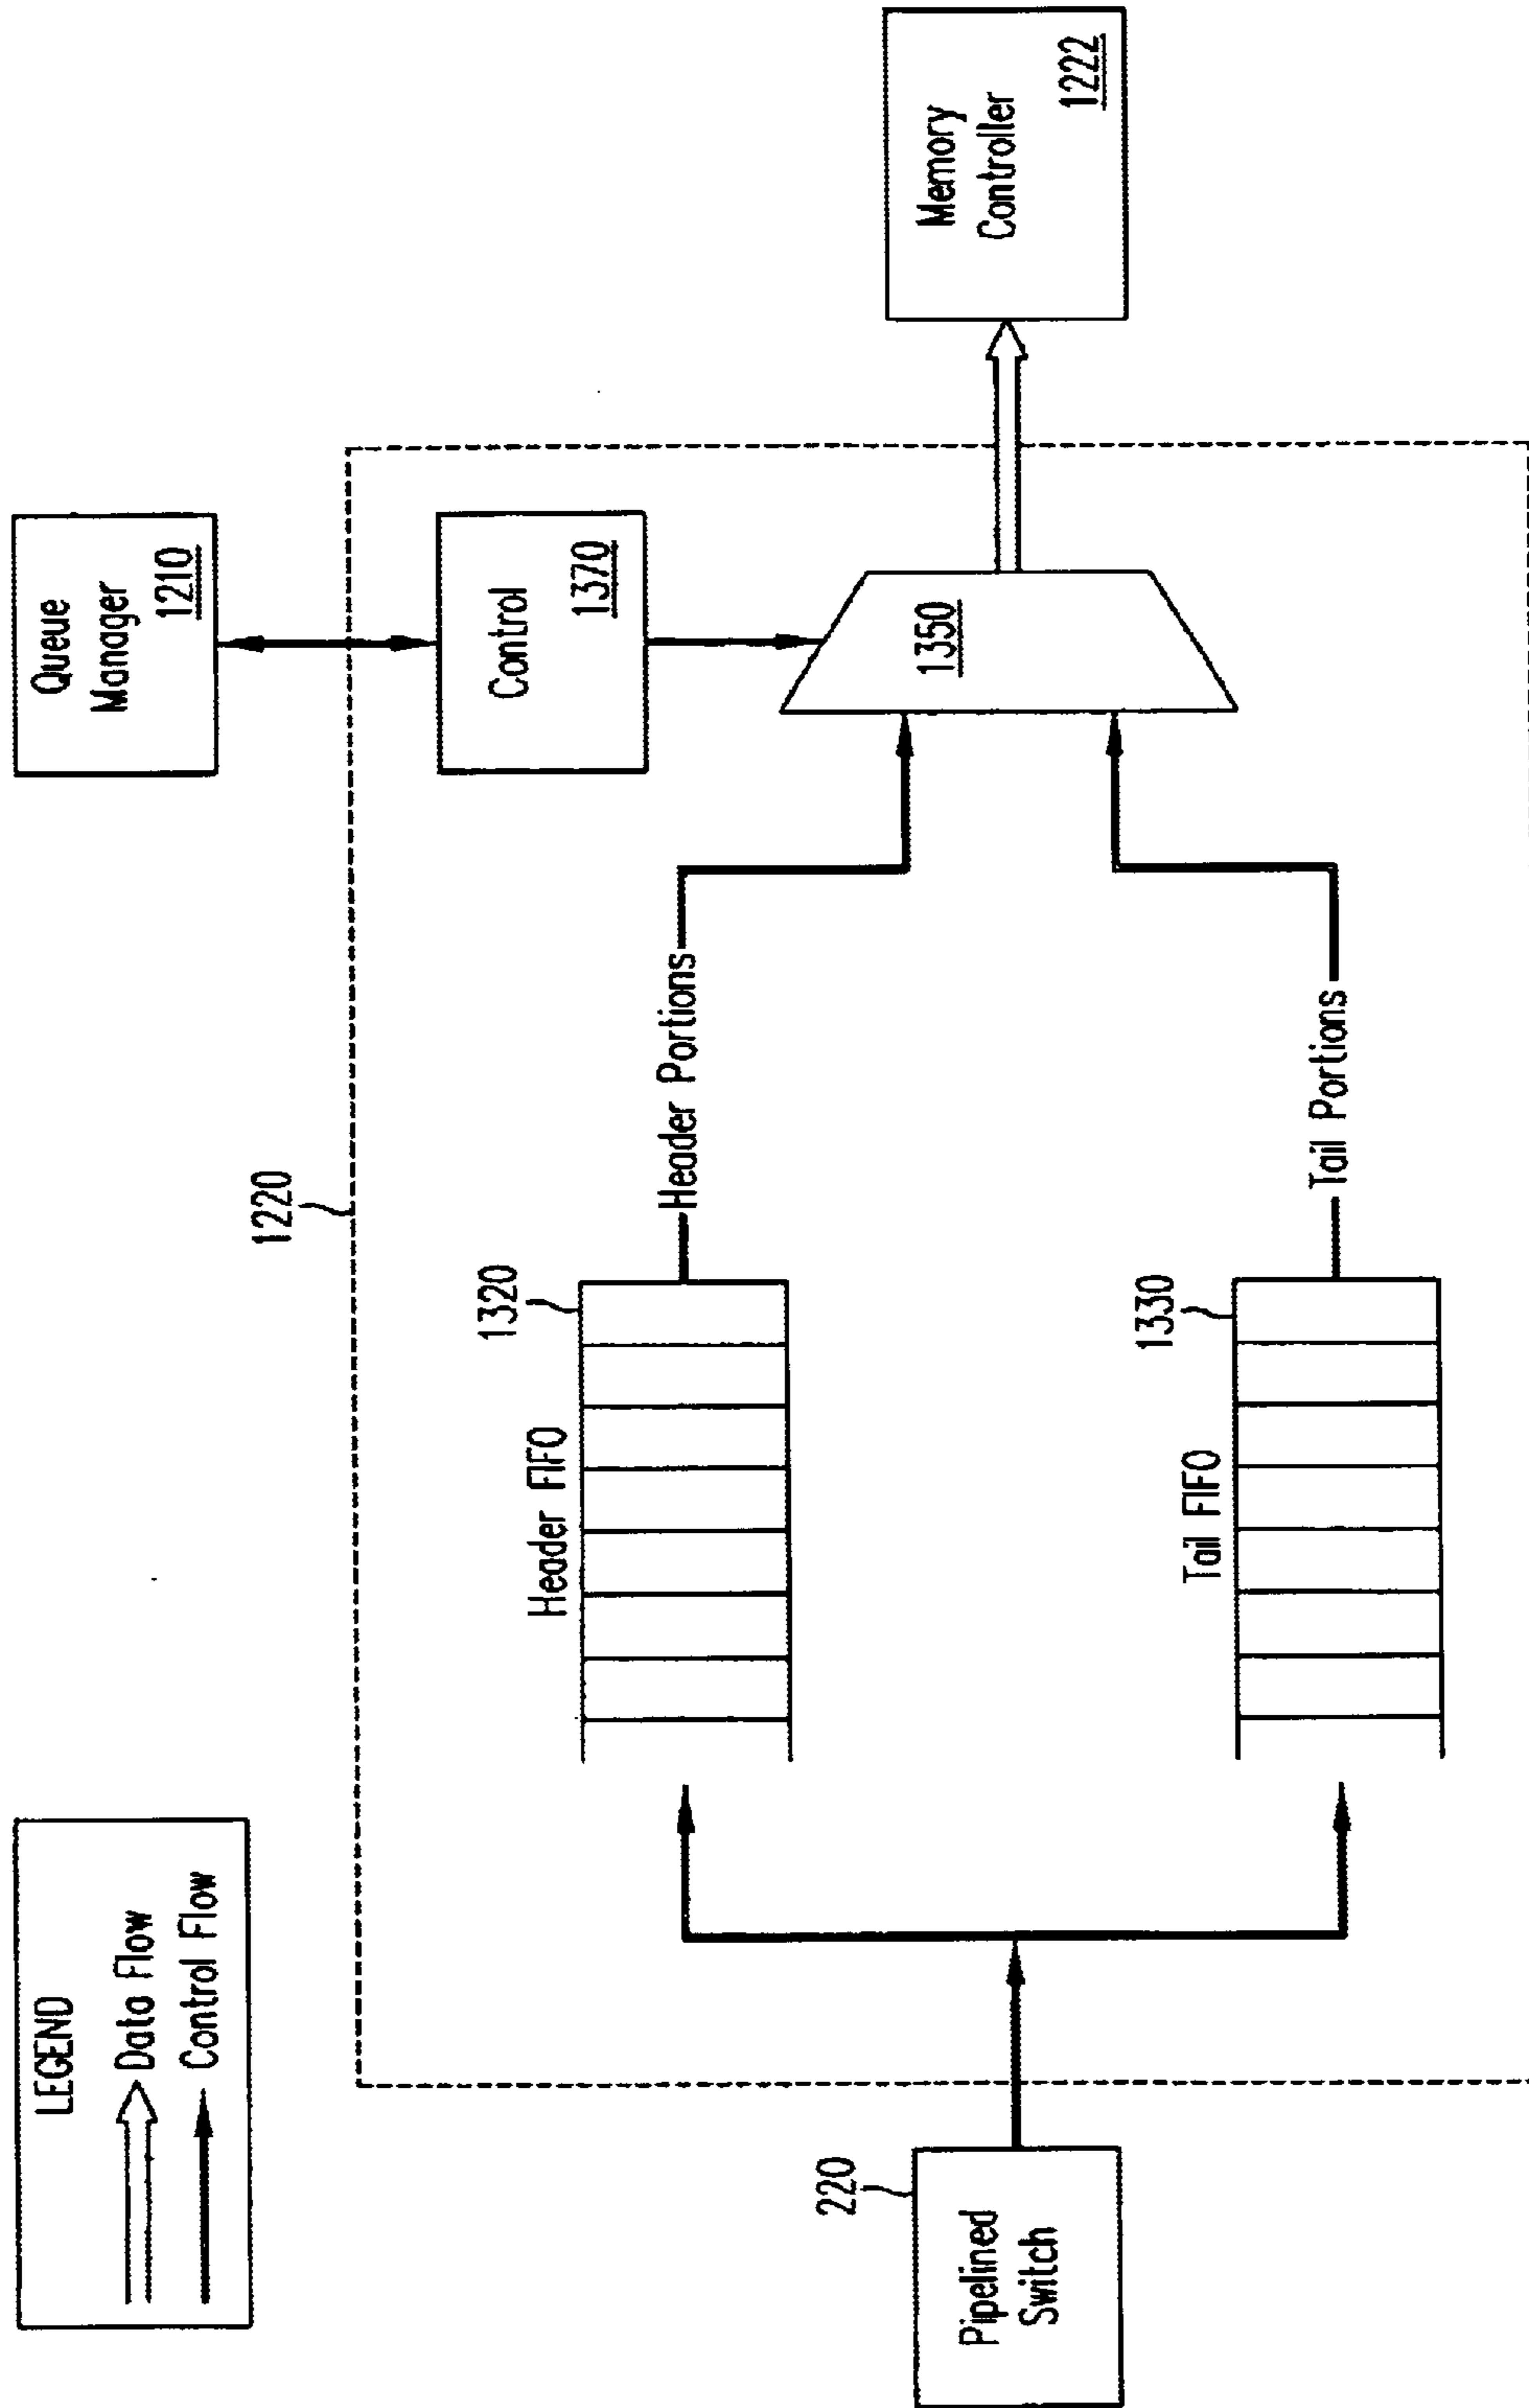 LEGEND
Data Flow
Control Flow
Queue
Manager
1210
1220
Control
1370
Header FIFO
1320
Header Portions
1350
Memory
Controller
1222
220
Pipelined
Switch
Tail FIFO
1330
Tail Portions